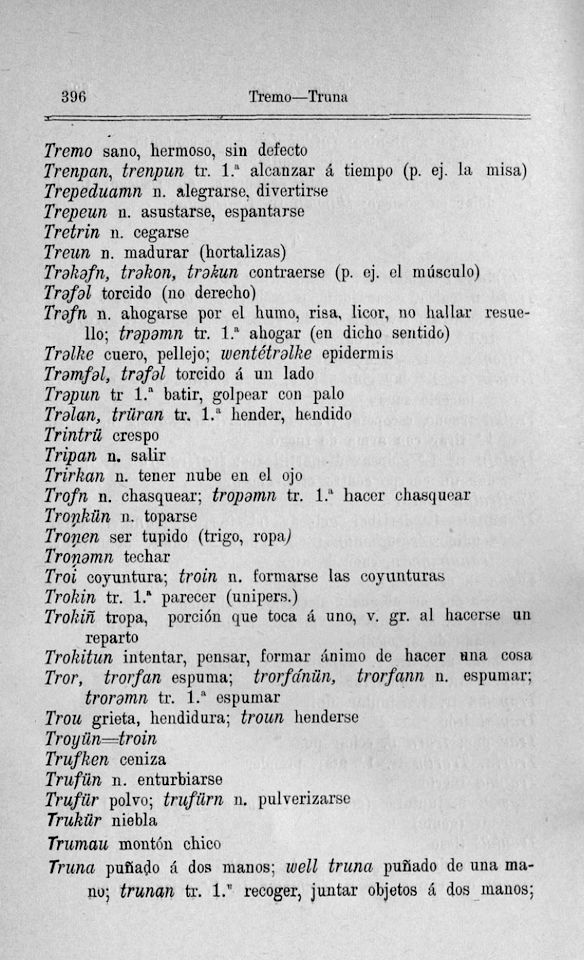 396 Tremo—Truna
Tremo sano, hermoso, sin defecto
Trenpan, trenpun tr. 1.ª alcanzar á tiempo (p. ej. la misa)
Trepeduamn n. alegrarse, divertirse
Trepeun n. asustarse, espantarse
Tretrin n. cegarse
Treun n. madurar (hortalizas)
Trəkəfn, trəkon, trəkun contraerse (p. ej. el músculo)
Trəfəl torcido (no derecho)
Trəfn n. ahogarse por el humo, risa, licor, no hallar resue-
llo; trəpəmn tr. 1.ª ahogar (en dicho sentido)
Trəlke cuero, pellejo; wentétrəlke epidermis
Trəmfəl, trəfəl torcido á un lado
Trəpun tr 1.ª batir, golpear con palo
Trəlan, trüran tr. 1.ª hender, hendido
Trintrü crespo
Tripan n. salir
Trirkan n. tener nube en el ojo
Trofn n. chasquear; tropəmn tr. 1.ª hacer chasquear
Troṇkün n. toparse
Troṇen ser tupido (trigo, ropa)
Troṇəmn techar
Troi coyuntura; troin n. formarse las coyunturas
Trokin tr. 1.ª parecer (unipers.)
Trokiñ tropa, porción que toca á uno, v. gr. al hacerse un
reparto
Trokitun intentar, pensar, formar ánimo de hacer una cosa
Tror, trorfan espuma; trorfánün, trorfann n. espumar;
trorəmn tr. 1.ª espumar
Trou grieta, hendidura; troun henderse
Troyün=troin
Trufken ceniza
Trufün n. enturbiarse
Trufür polvo; trufürn n. pulverizarse
Trukür niebla
Trumau montón chico
Truna puñado á dos manos; well truna puñado de una ma-
no; trunan tr. 1.ª recoger, juntar objetos á dos manos;